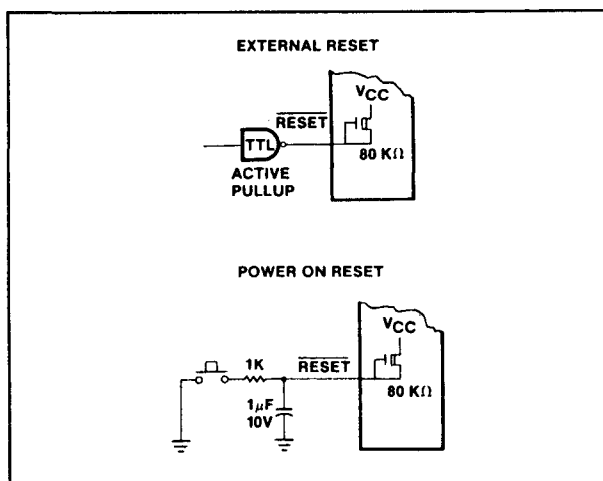 EXTERNAL RESET
VCC
RESET
TTL
80 KΩ
ACTIVE
PULLUP
POWER ON RESET
VCC
1K
RESET
80 KΩ
1μF
10V